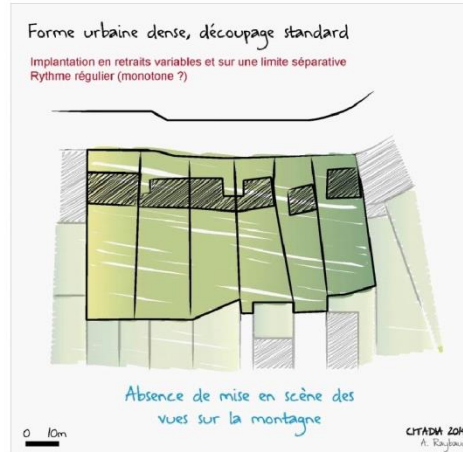 Forme urbaine dense, découpage standard
Implantation en retraits variables et sur une limite séparative
Rythme régulier (monotone ?)
Absence de mise en scène des
vues sur la montagne
0 10m
CITADIA
A. Raybaud